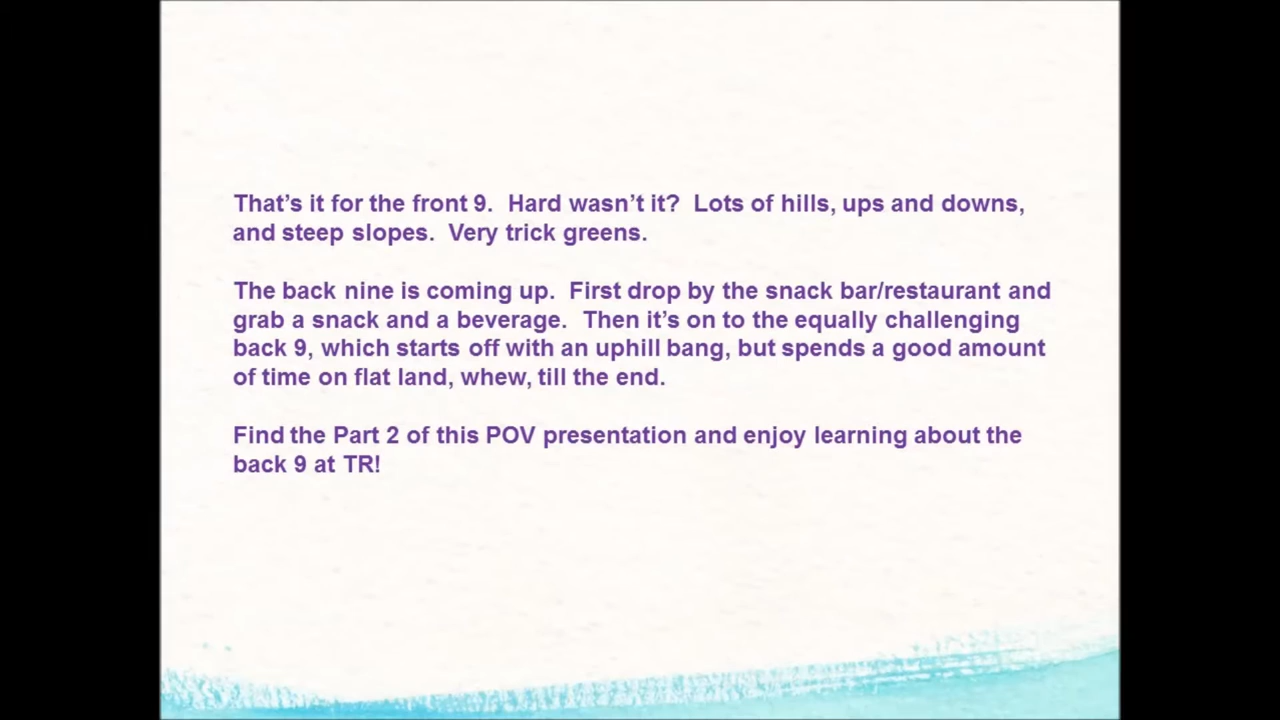 That’s it for the front 9.  Hard wasn’t it?  Lots of hills, ups and downs,
and steep slopes.  Very trick greens.
The back nine is coming up.  First drop by the snack bar/restaurant and
grab a snack and a beverage.  Then it’s on to the equally challenging
back 9, which starts off with an uphill bang, but spends a good amount
of time on flat land, whew, till the end.
Find the Part 2 of this POV presentation and enjoy learning about the
back 9 at TR!